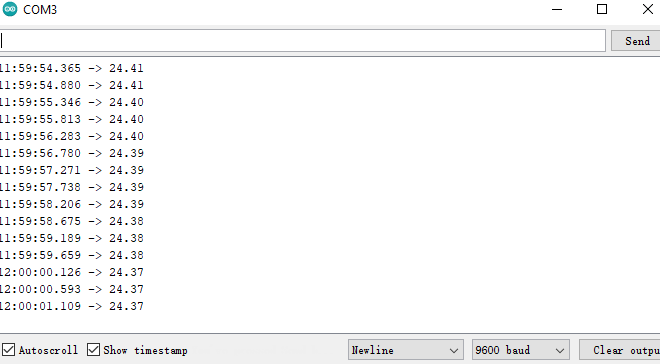 COM3
Send
11:59:54.365 -> 24.41
11:59:54.880 -> 24.41
11:59:55.346 -> 24.40
11:59:55.813 -> 24.40
11:59:56.283 -> 24.40
11:59:56.780 -> 24.39
11:59:57.271 -> 24.39
11:59:57.738 -> 24.39
11:59:58.206 -> 24.39
11:59:58.675 -> 24.38
11:59:59.189 -> 24.38
11:59:59.659 -> 24.38
12:00:00.126 -> 24.37
12:00:00.593 -> 24.37
12:00:01.109 -> 24.37
Autoscroll Show timestamp Newline 9600 baud Clear outpu